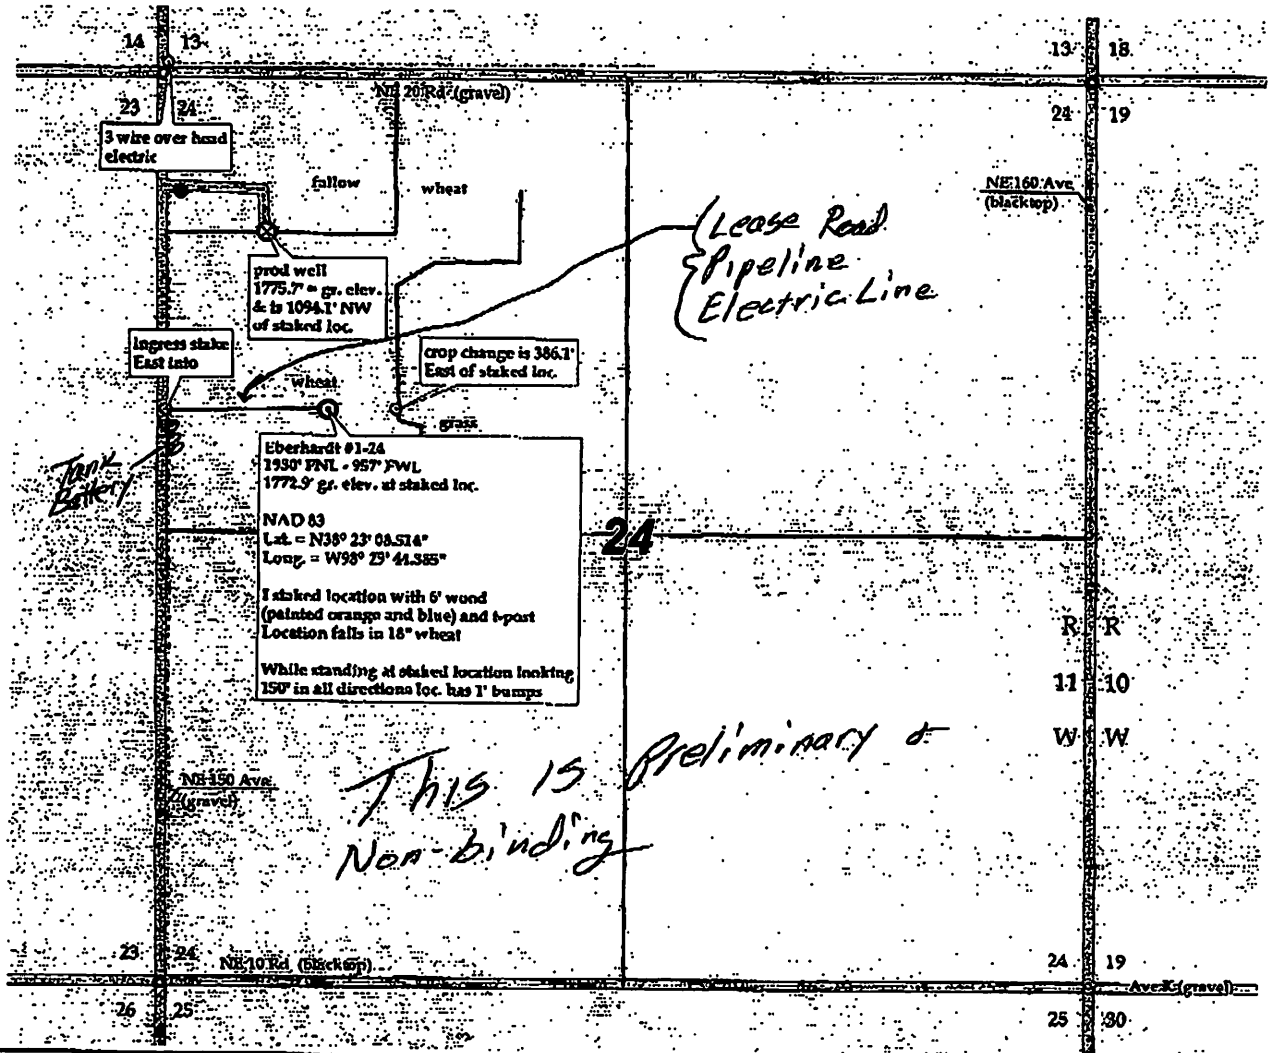 14 13
13 18
NE 20 Rd (gravel)
23 24
24 19
3 wire over head
electric
fallow
wheat
NE 160 Ave
(blacktop)
Lease Road
Pipeline
Electric Line
prod well
1775.7' = gr. elev.
& is 1094.1' NW
of staked loc.
Ingress stake
East into
crop change is 386.1'
East of staked loc.
wheat
grass
Tank
Battery
Eberhardt #1-24
1930' FNL - 957' FWL
1772.9' gr. elev. at staked loc.
NAD 83
Lat. = N38° 23' 08.514"
Long. = W98° 29' 41.385"
I staked location with 6' wood
(painted orange and blue) and t-post
Location falls in 18" wheat
While standing at staked location looking
150' in all directions loc. has 1' bumps
24
R R
11 10
W W
This is preliminary &
Non-binding
NE 150 Ave
(gravel)
23 24
NE 10 Rd (blacktop)
24 19
Ave K (gravel)
26 25
25 30